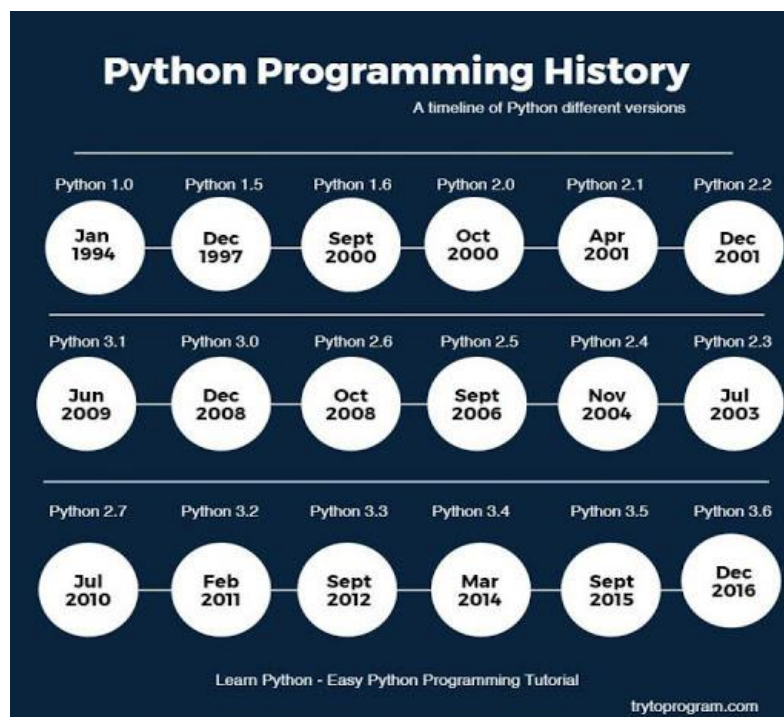 Python Programming History
A timeline of Python different versions
Python 1.0 Python 1.5 Python 1.6 Python 2.0 Python 2.1 Python 2.2
Jan Dec Sept Oct Apr Dec
1994 1997 2000 2000 2001 2001
Python 3.1 Python 3.0 Python 2.6 Python 2.5 Python 2.4 Python 2.3
Jun Dec Oct Sept Nov Jul
2009 2008 2008 2006 2004 2003
Python 2.7 Python 3.2 Python 3.3 Python 3.4 Python 3.5 Python 3.6
Jul Feb Sept Mar Sept Dec
2010 2011 2012 2014 2015 2016
Learn Python - Easy Python Programming Tutorial
trytoprogram.com